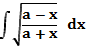 ∫ √((a − x)/(a + x)) dx